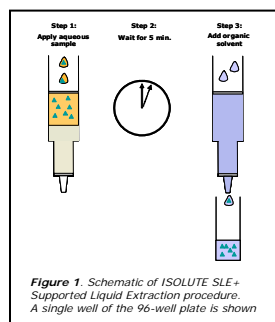 Step 1:
Apply aqueous
sample
Step 2:
Wait for 5 min.
Step 3:
Add organic
solvent
Figure 1. Schematic of ISOLUTE SLE+
Supported Liquid Extraction procedure.
A single well of the 96-well plate is shown